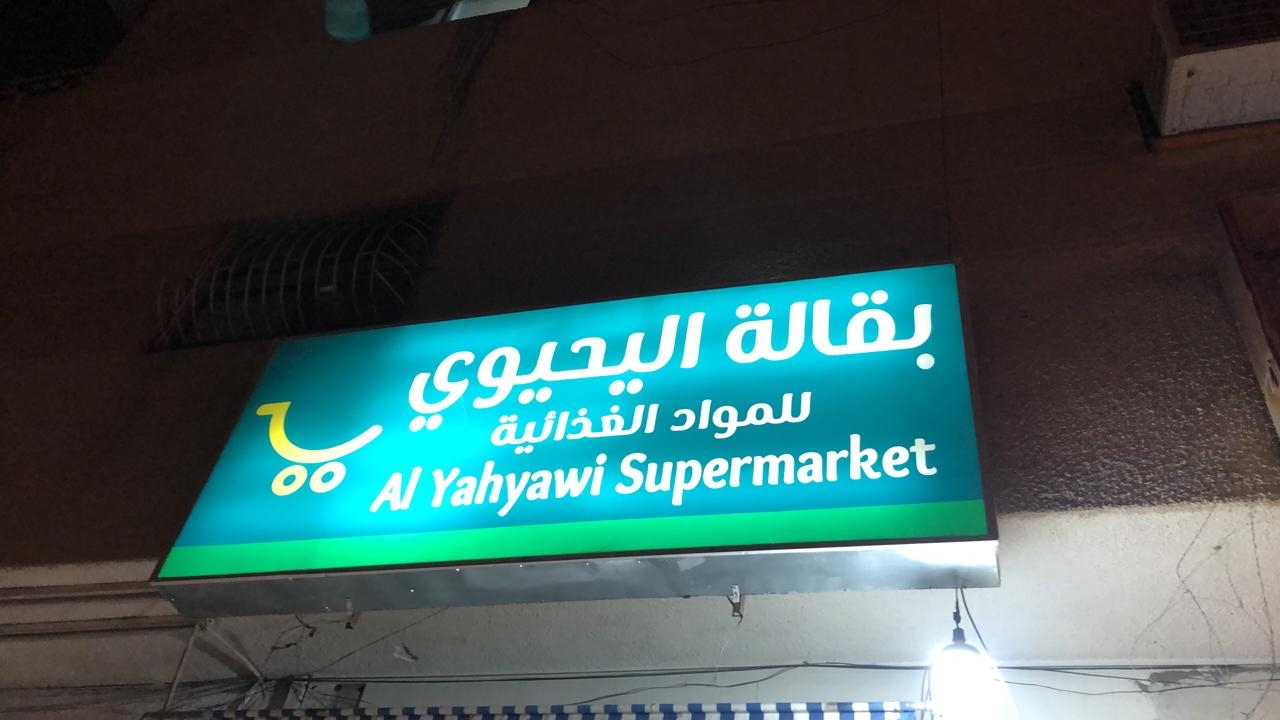 بقالة اليحيوي
للمواد الغذائية
Al Yahyawi Supermarket